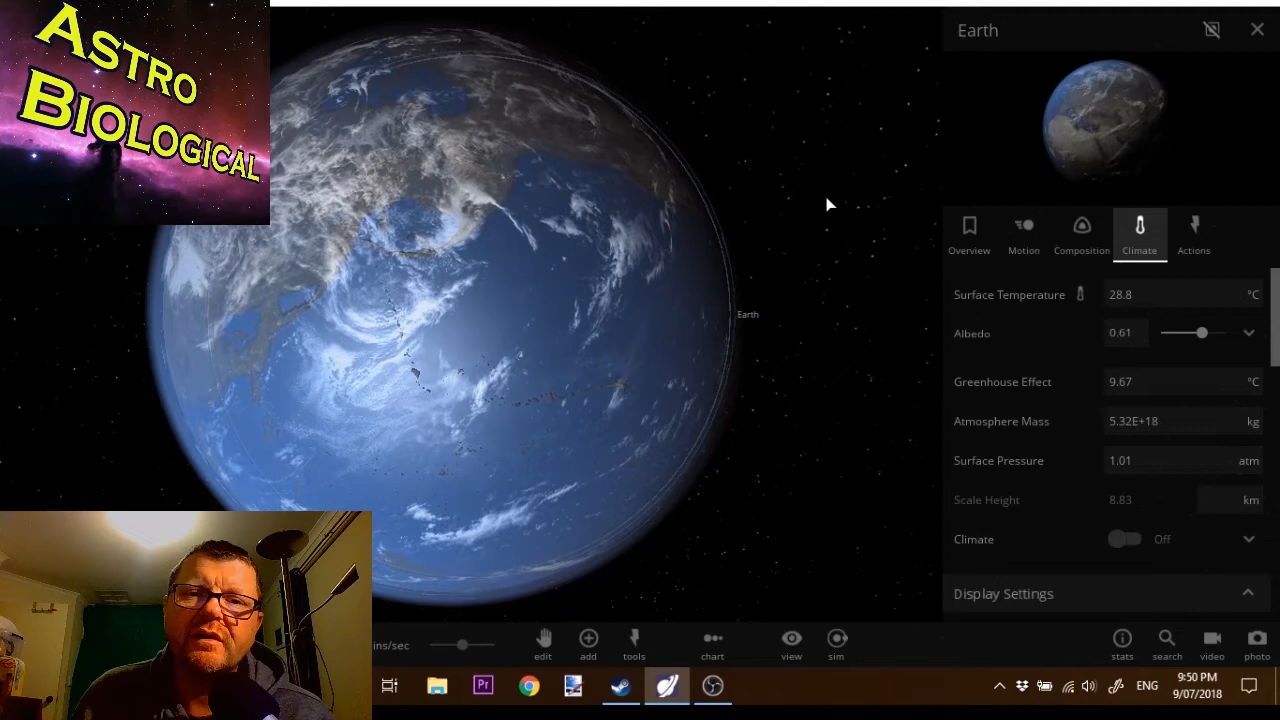 ASTRO
BIOLOGICAL
Earth
Earth
Overview
Motion
Composition
Climate
Actions
Surface Temperature 28.8 °C
Albedo 0.61
Greenhouse Effect 9.67 °C
Atmosphere Mass 5.32E+18 kg
Surface Pressure 1.01 atm
Scale Height 8.83 km
Climate Off
Display Settings
ins/sec
edit
add
tools
chart
view
sim
stats
search
video
photo
Pr
ENG
9:50 PM
9/07/2018